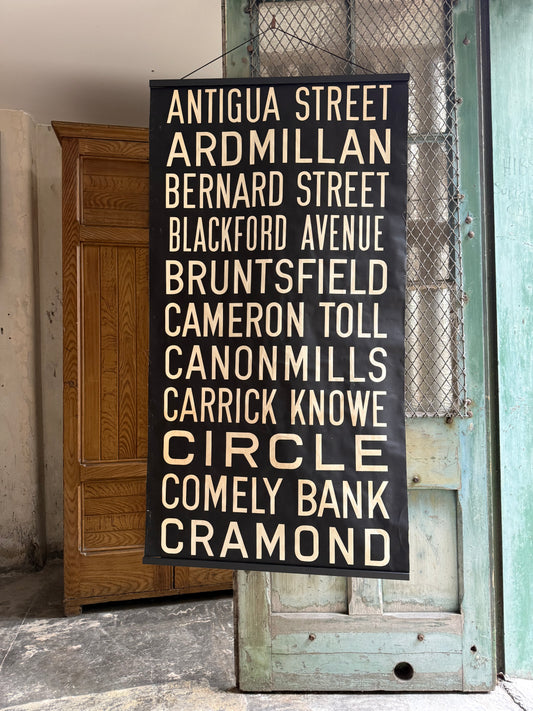 ANTIGUA STREET
ARDMILLAN
BERNARD STREET
BLACKFORD AVENUE
BRUNTSFIELD
CAMERON TOLL
CANONMILLS
CARRICK KNOWE
CIRCLE
COMELY BANK
CRAMOND